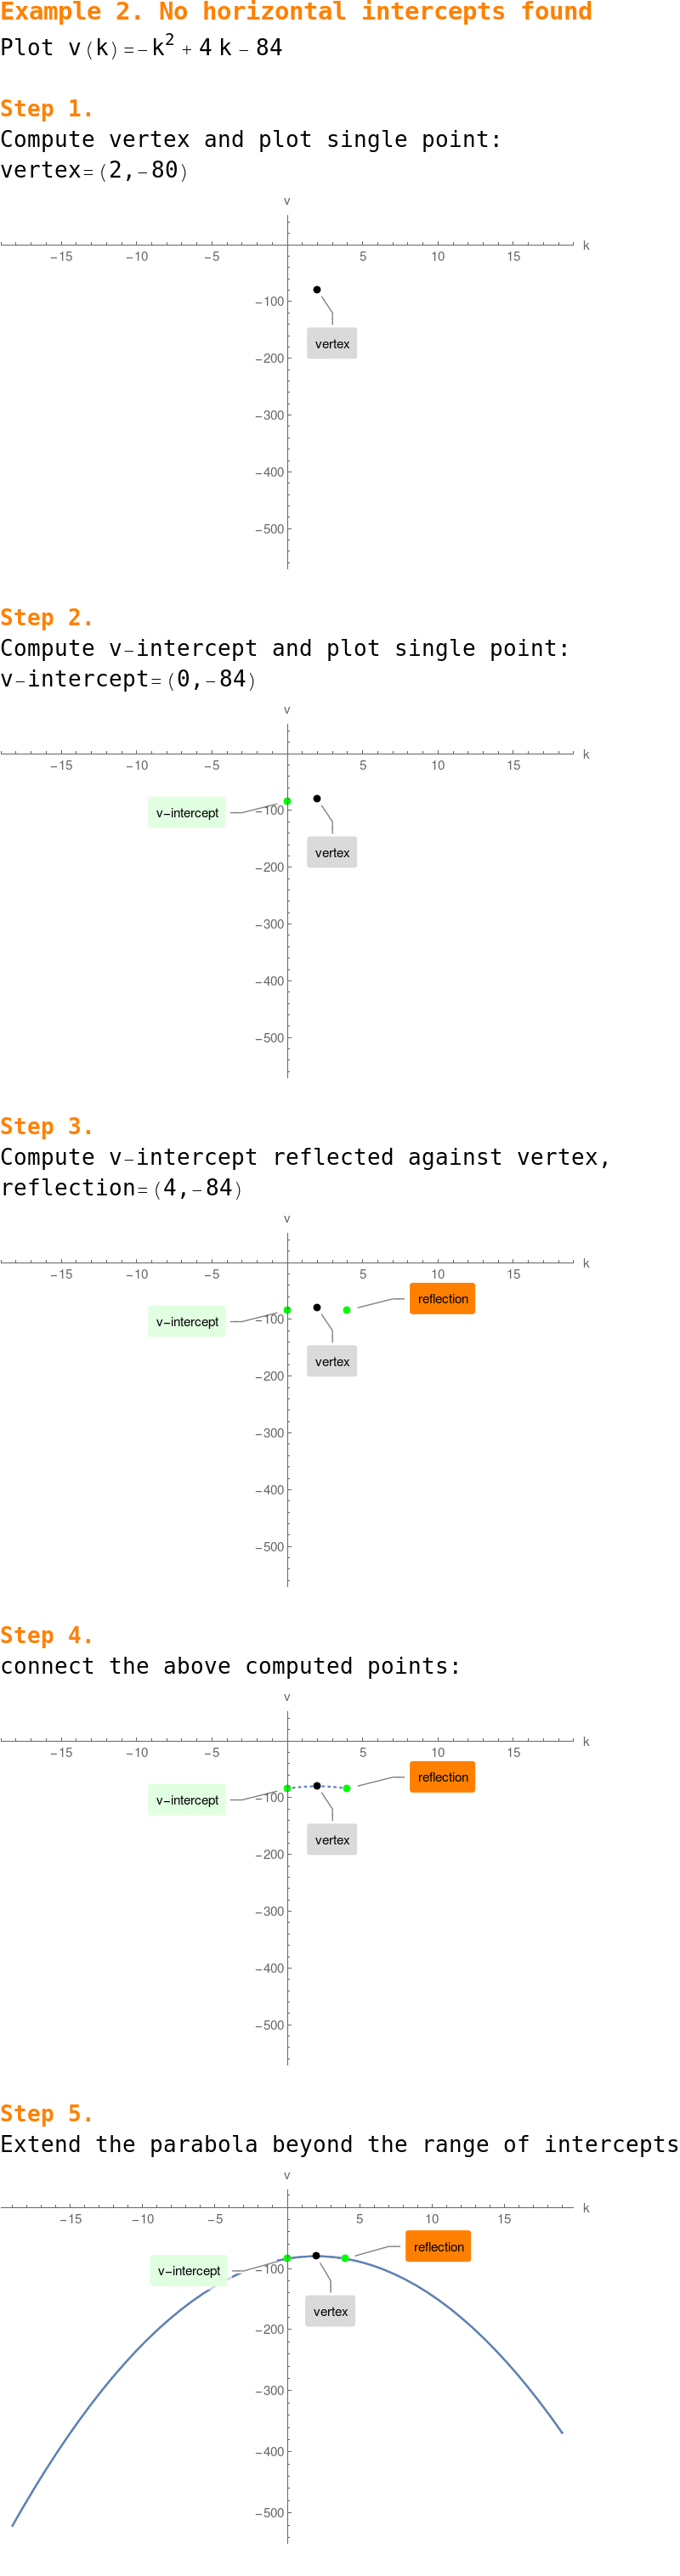 Example 2. No horizontal intercepts found
Plot v(k)=-k² + 4 k - 84
Step 1.
Compute vertex and plot single point:
vertex=(2,-80)
v
k
-15 -10 -5 5 10 15
-100
vertex
-200
-300
-400
-500
Step 2.
Compute v-intercept and plot single point:
v-intercept=(0,-84)
v
k
-15 -10 -5 5 10 15
v-intercept
-100
vertex
-200
-300
-400
-500
Step 3.
Compute v-intercept reflected against vertex,
reflection=(4,-84)
v
k
-15 -10 -5 5 10 15
reflection
v-intercept
-100
vertex
-200
-300
-400
-500
Step 4.
connect the above computed points:
v
k
-15 -10 -5 5 10 15
reflection
v-intercept
-100
vertex
-200
-300
-400
-500
Step 5.
Extend the parabola beyond the range of intercepts
v
k
-15 -10 -5 5 10 15
reflection
v-intercept
-100
vertex
-200
-300
-400
-500